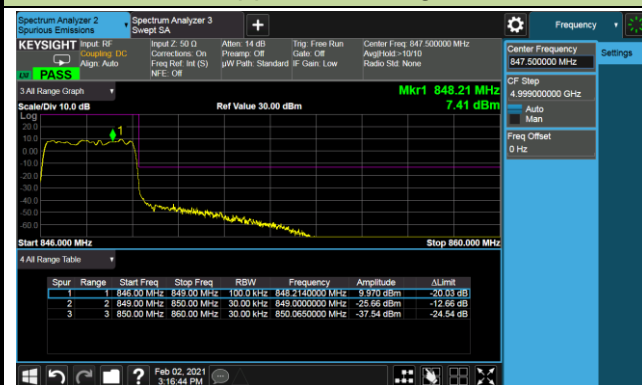 Spectrum Analyzer 2
Spurious Emissions
Spectrum Analyzer 3
Swept SA
+
Frequency
KEYSIGHT
Input: RF
Coupling: DC
Align: Auto
Input Z: 50 Ω
Corrections: On
Freq Ref: Int (S)
NFE: Off
Atten: 14 dB
Preamp: Off
µW Path: Standard
Trig: Free Run
Gate: Off
IF Gain: Low
Center Freq: 847.500000 MHz
Avg|Hold:>10/10
Radio Std: None
LXI PASS
3 All Range Graph
Mkr1 848.21 MHz
Scale/Div 10.0 dB
Ref Value 30.00 dBm
7.41 dBm
Log
20.0
10.0
0.00
-10.0
-20.0
-30.0
-40.0
-50.0
-60.0
1
Start 846.000 MHz
Stop 860.000 MHz
4 All Range Table
Spur Range Start Freq Stop Freq RBW Frequency Amplitude ΔLimit
1 1 846.00 MHz 849.00 MHz 100.0 kHz 848.2140000 MHz 9.970 dBm -20.03 dB
2 2 849.00 MHz 850.00 MHz 30.00 kHz 849.0000000 MHz -25.66 dBm -12.66 dB
3 3 850.00 MHz 860.00 MHz 30.00 kHz 850.0650000 MHz -37.54 dBm -24.54 dB
Center Frequency
847.500000 MHz
Settings
CF Step
4.999000000 GHz
Auto
Man
Freq Offset
0 Hz
?
Feb 02, 2021
3:16:44 PM